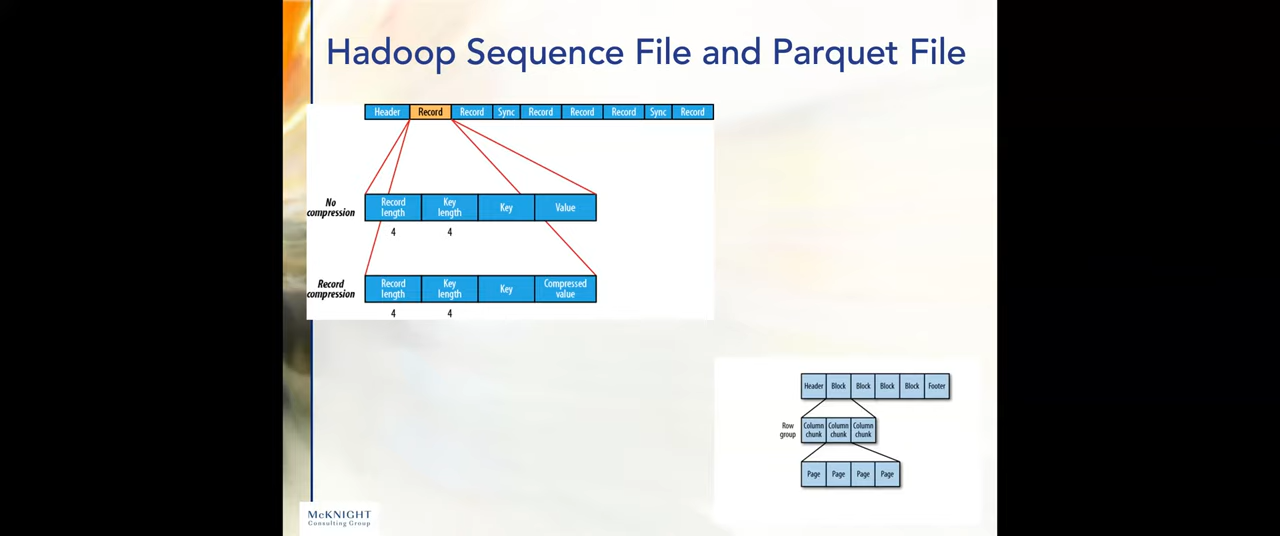 Hadoop Sequence File and Parquet File
Header Record Record Sync Record Record Record Sync Record
No
compression
Record
length
Key
length
Key
Value
4 4
Record
compression
Record
length
Key
length
Key
Compressed
value
4 4
Header Block Block Block Block Footer
Row
group
Column
chunk
Column
chunk
Column
chunk
Page Page Page Page
McKNIGHT
Consulting Group